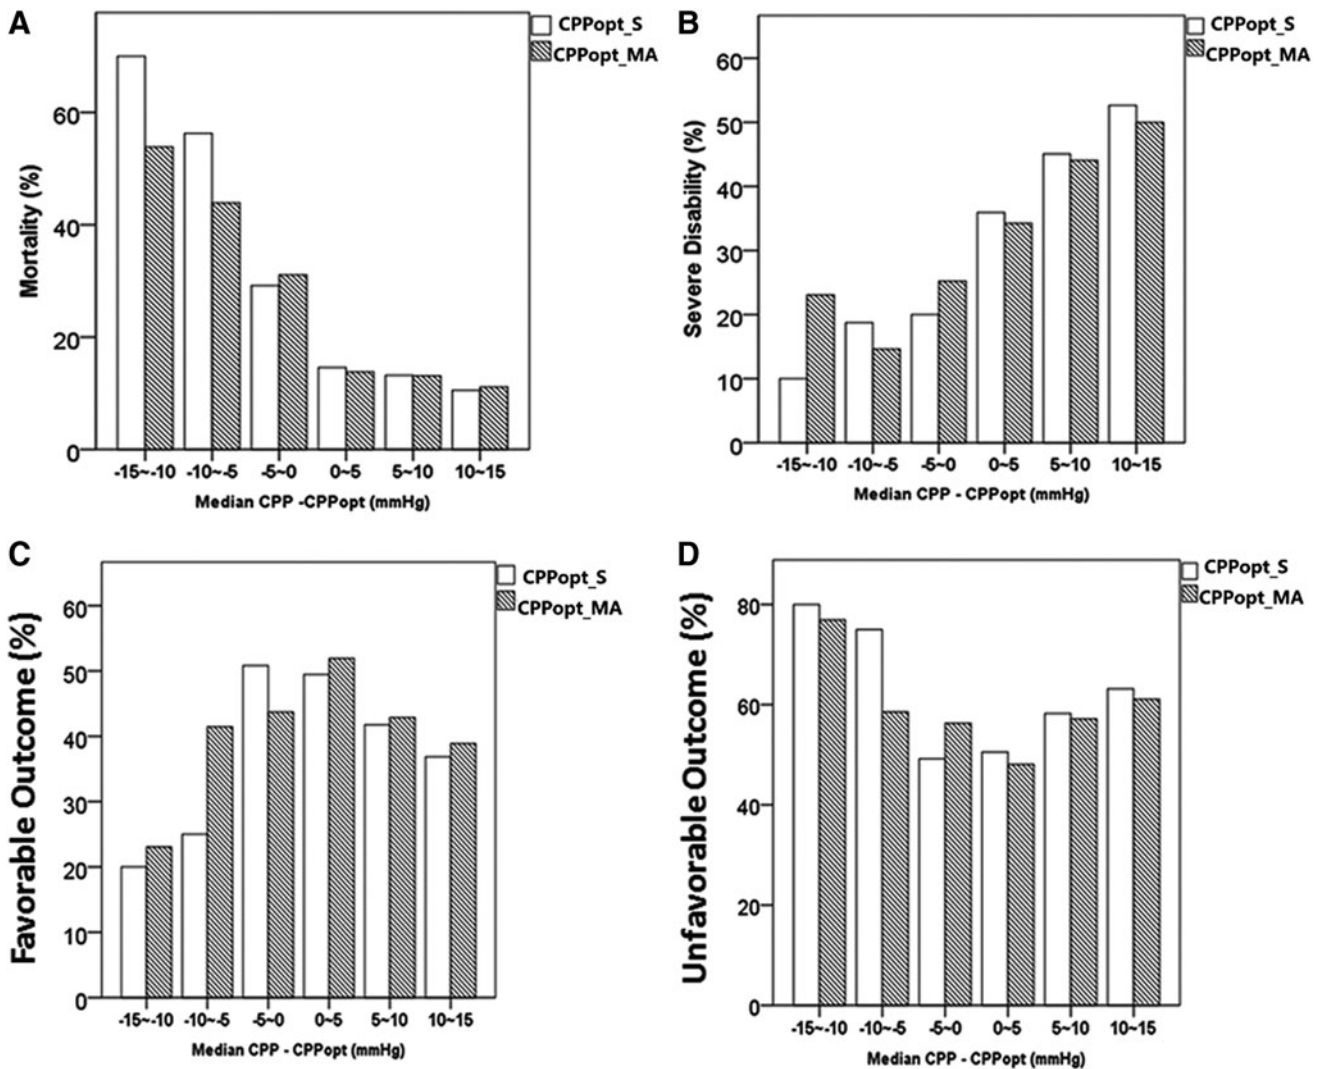 A
CPPopt_S
CPPopt_MA
Mortality (%)
60
40
20
0
-15~-10 -10~-5 -5~0 0~5 5~10 10~15
Median CPP -CPPopt (mmHg)
B
CPPopt_S
CPPopt_MA
Severe Disability (%)
60
50
40
30
20
10
0
-15~-10 -10~-5 -5~0 0~5 5~10 10~15
Median CPP - CPPopt (mmHg)
C
CPPopt_S
CPPopt_MA
Favorable Outcome (%)
60
50
40
30
20
10
0
-15~-10 -10~-5 -5~0 0~5 5~10 10~15
Median CPP - CPPopt (mmHg)
D
CPPopt_S
CPPopt_MA
Unfavorable Outcome (%)
80
60
40
20
0
-15~-10 -10~-5 -5~0 0~5 5~10 10~15
Median CPP - CPPopt (mmHg)